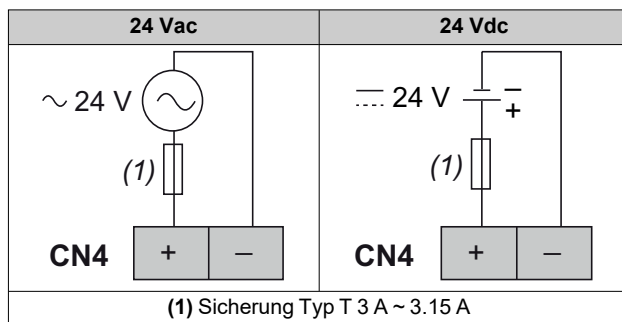 24 Vac
24 Vdc
~ 24 V
(1)
CN4 + –
⎓ 24 V – +
(1)
CN4 + –
(1) Sicherung Typ T 3 A ~ 3.15 A